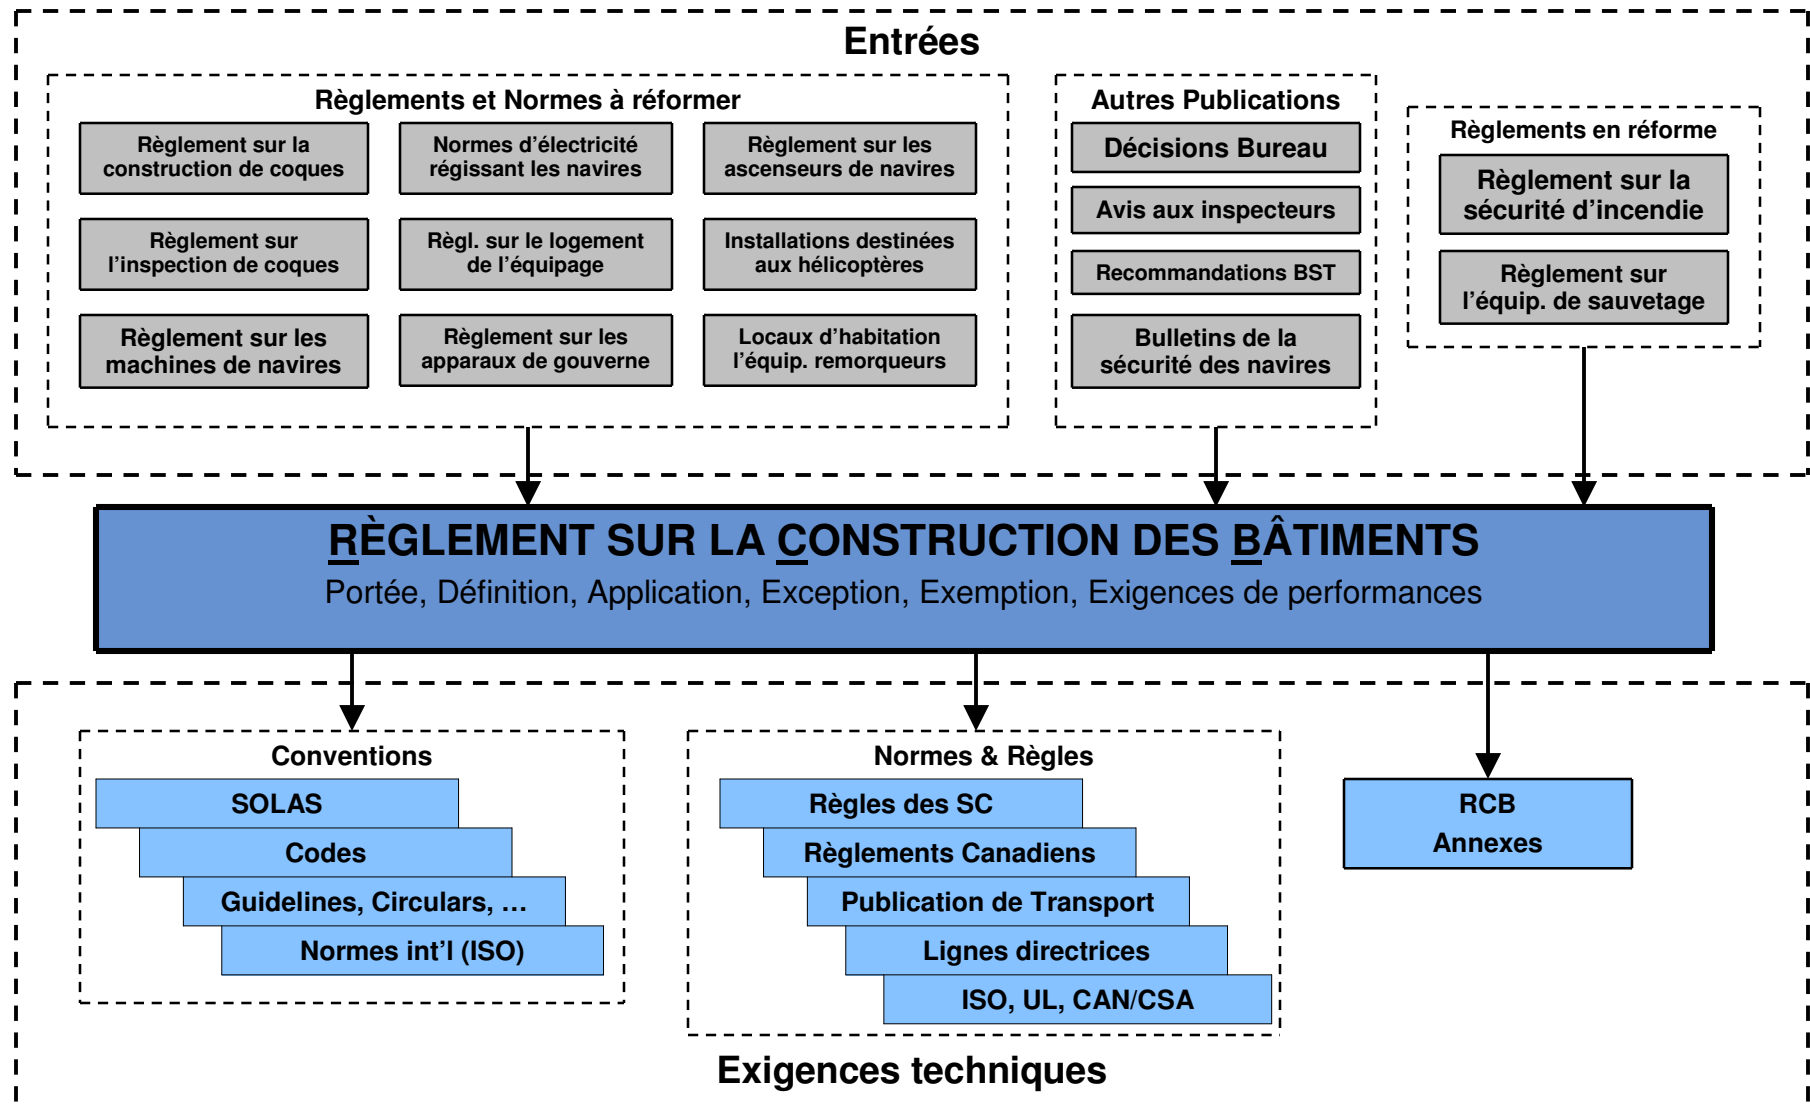 Entrées
Règlements et Normes à réformer
Règlement sur la
construction de coques
Normes d'électricité
régissant les navires
Règlement sur les
ascenseurs de navires
Règlement sur
l'inspection de coques
Règl. sur le logement
de l'équipage
Installations destinées
aux hélicoptères
Règlement sur les
machines de navires
Règlement sur les
apparaux de gouverne
Locaux d'habitation
l'équip. remorqueurs
Autres Publications
Décisions Bureau
Avis aux inspecteurs
Recommandations BST
Bulletins de la
sécurité des navires
Règlements en réforme
Règlement sur la
sécurité d'incendie
Règlement sur
l'équip. de sauvetage
RÈGLEMENT SUR LA CONSTRUCTION DES BÂTIMENTS
Portée, Définition, Application, Exception, Exemption, Exigences de performances
Conventions
SOLAS
Codes
Guidelines, Circulars, …
Normes int'l (ISO)
Normes & Règles
Règles des SC
Règlements Canadiens
Publication de Transport
Lignes directrices
ISO, UL, CAN/CSA
RCB
Annexes
Exigences techniques